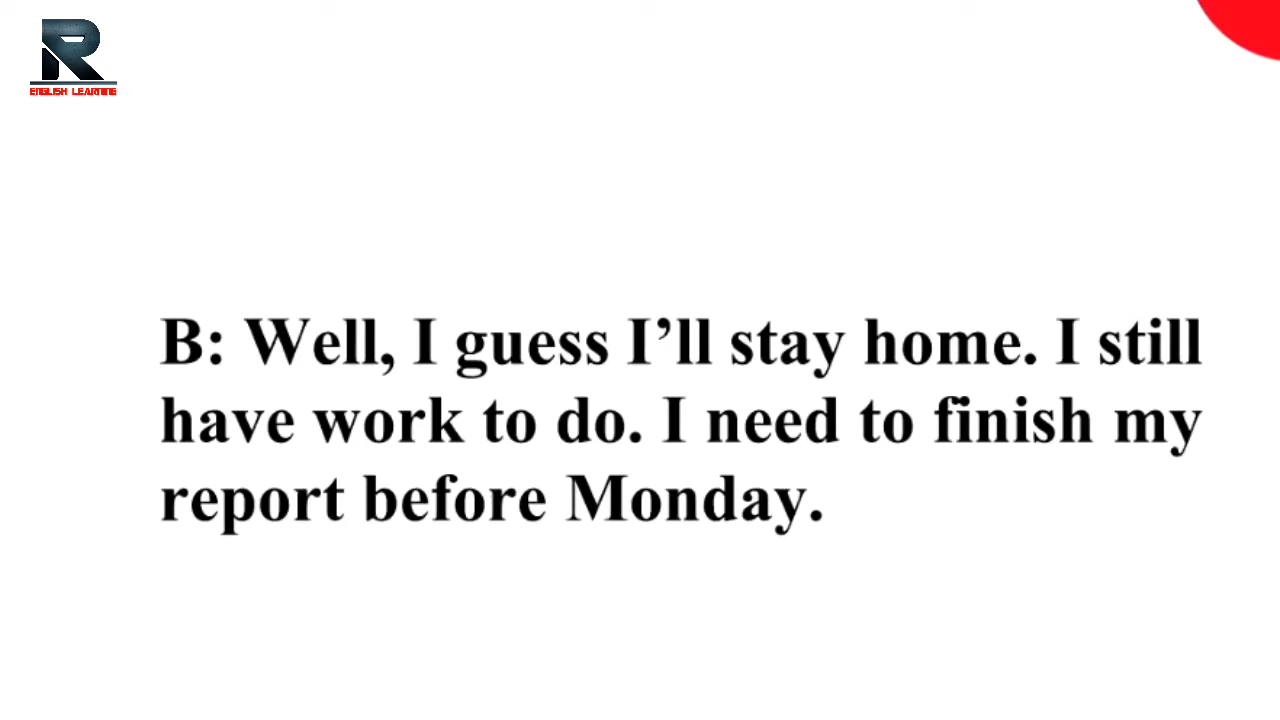 R
ENGLISH LEARNING
B: Well, I guess I’ll stay home. I still
have work to do. I need to finish my
report before Monday.